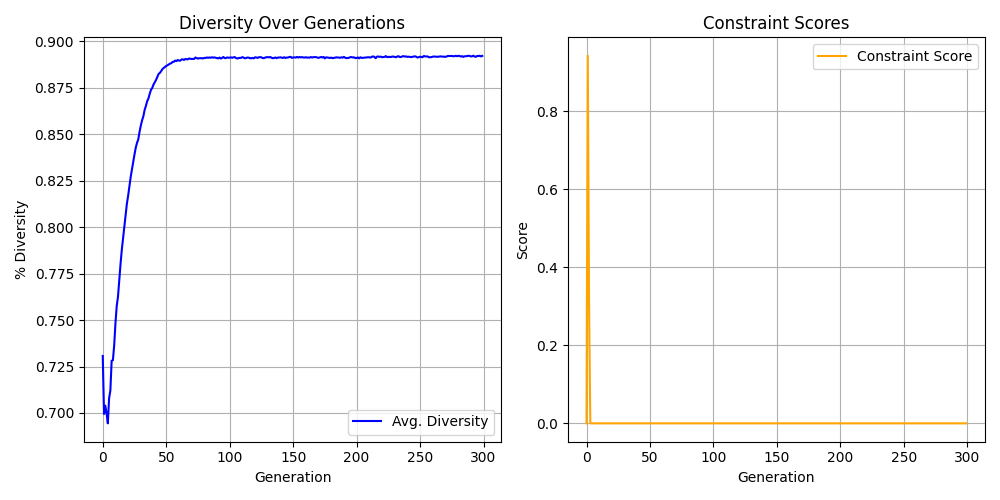 Diversity Over Generations
0.900
0.875
0.850
0.825
0.800
0.775
0.750
0.725
0.700
% Diversity
Avg. Diversity
0 50 100 150 200 250 300
Generation
Constraint Scores
Constraint Score
0.8
0.6
0.4
0.2
0.0
Score
0 50 100 150 200 250 300
Generation